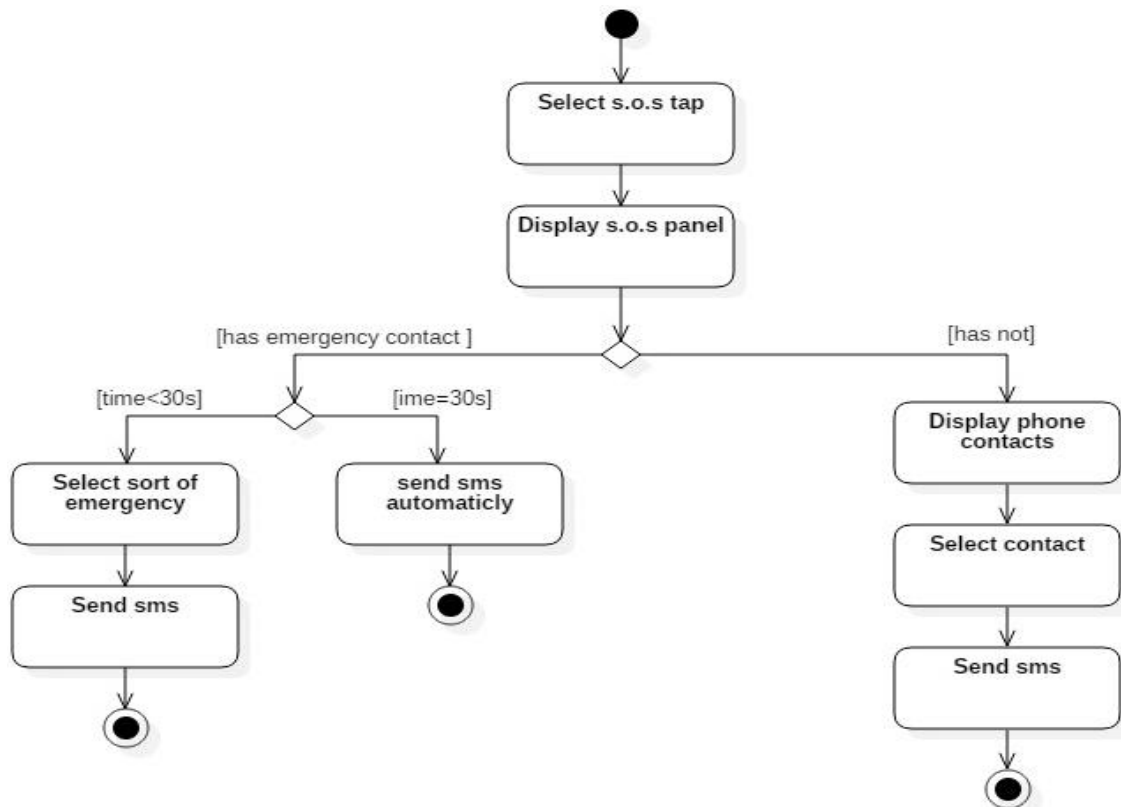 Select s.o.s tap
Display s.o.s panel
[has emergency contact ]
[has not]
[time<30s]
[ime=30s]
Select sort of
emergency
send sms
automaticly
Display phone
contacts
Select contact
Send sms
Send sms